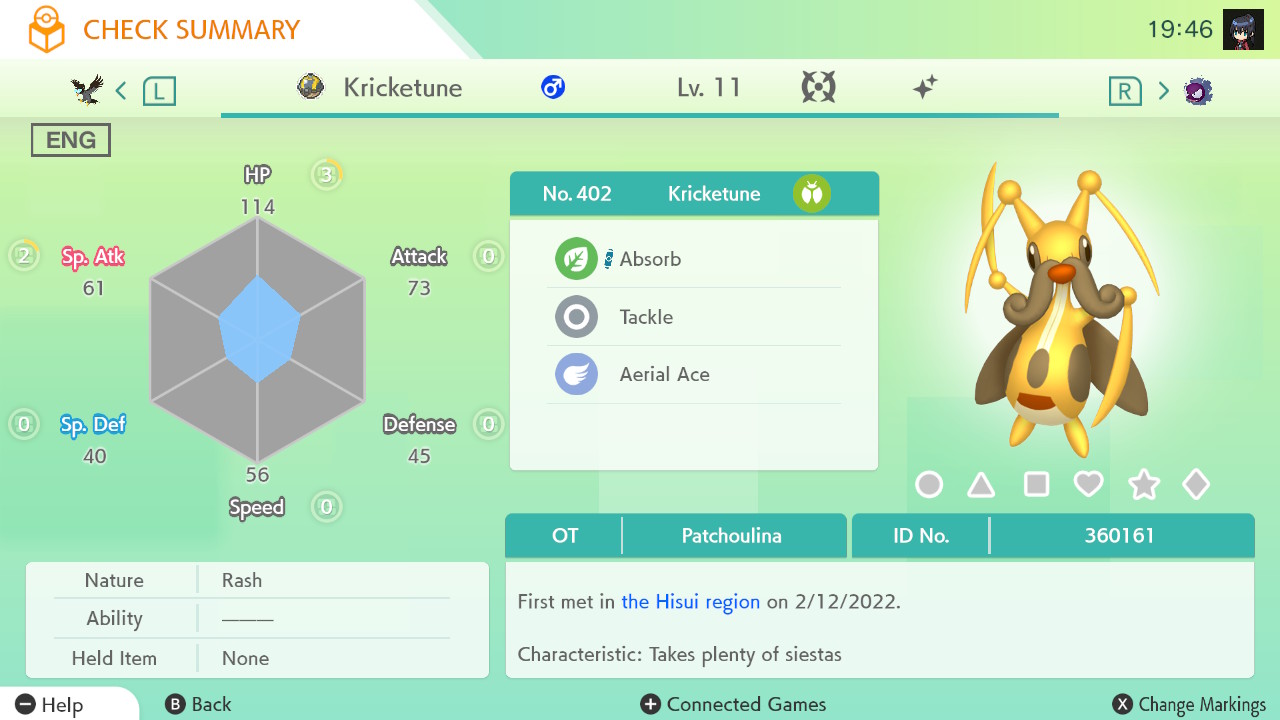 CHECK SUMMARY
19:46
L
Kricketune
Lv. 11
R
ENG
HP 3
114
2 Sp. Atk
61
Attack 0
73
0 Sp. Def
40
Defense 0
45
56
Speed 0
No. 402 Kricketune
Absorb
Tackle
Aerial Ace
OT Patchoulina
ID No. 360161
Nature Rash
Ability ———
Held Item None
First met in the Hisui region on 2/12/2022.
Characteristic: Takes plenty of siestas
Help
B Back
Connected Games
X Change Markings